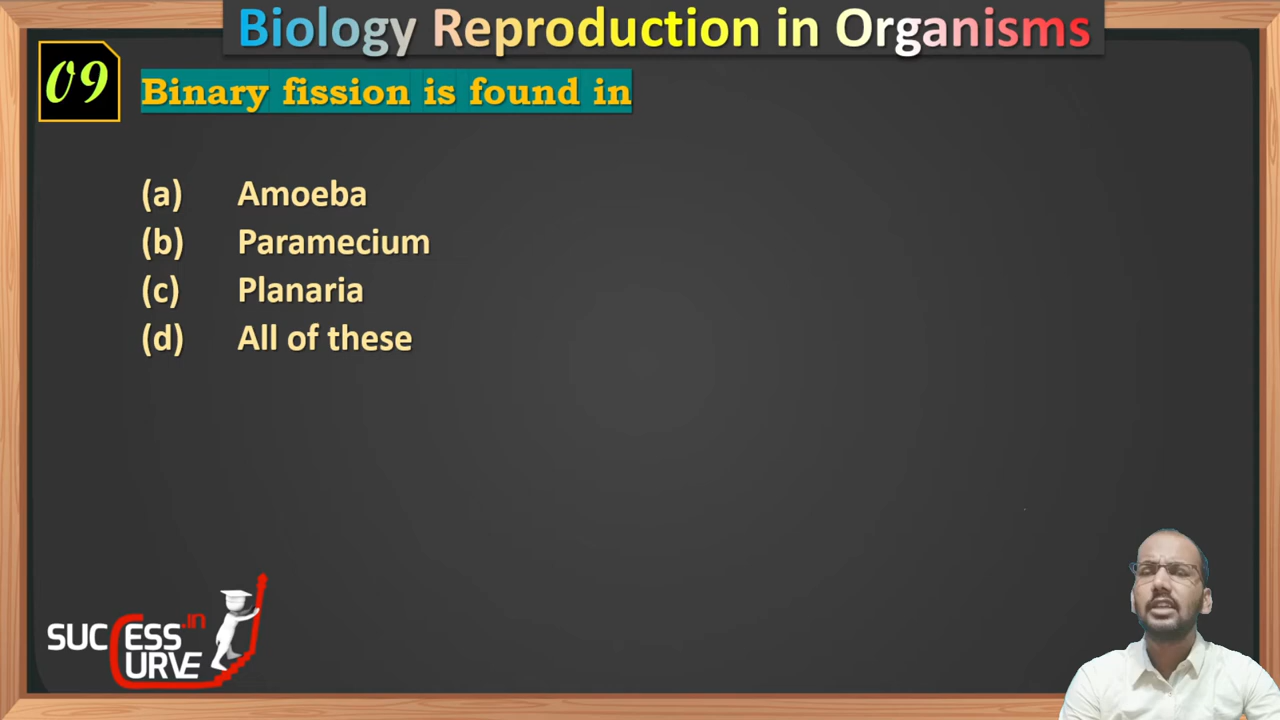 Biology Reproduction in Organisms
09
Binary fission is found in
(a) Amoeba
(b) Paramecium
(c) Planaria
(d) All of these
SUCCESS.in
CURVE